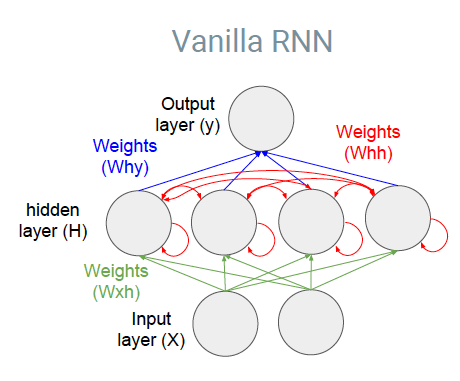 Vanilla RNN
Output
layer (y)
Weights
(Whh)
Weights
(Why)
hidden
layer (H)
Weights
(Wxh)
Input
layer (X)